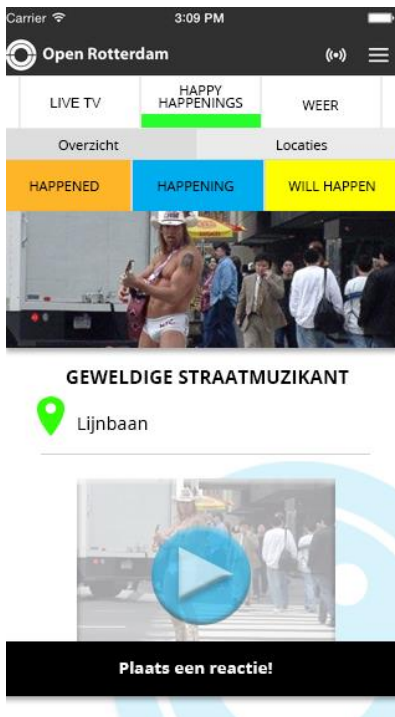 Carrier 3:09 PM
Open Rotterdam
LIVE TV
HAPPY
HAPPENINGS
WEER
Overzicht
Locaties
HAPPENED
HAPPENING
WILL HAPPEN
GEWELDIGE STRAATMUZIKANT
Lijnbaan
Plaats een reactie!